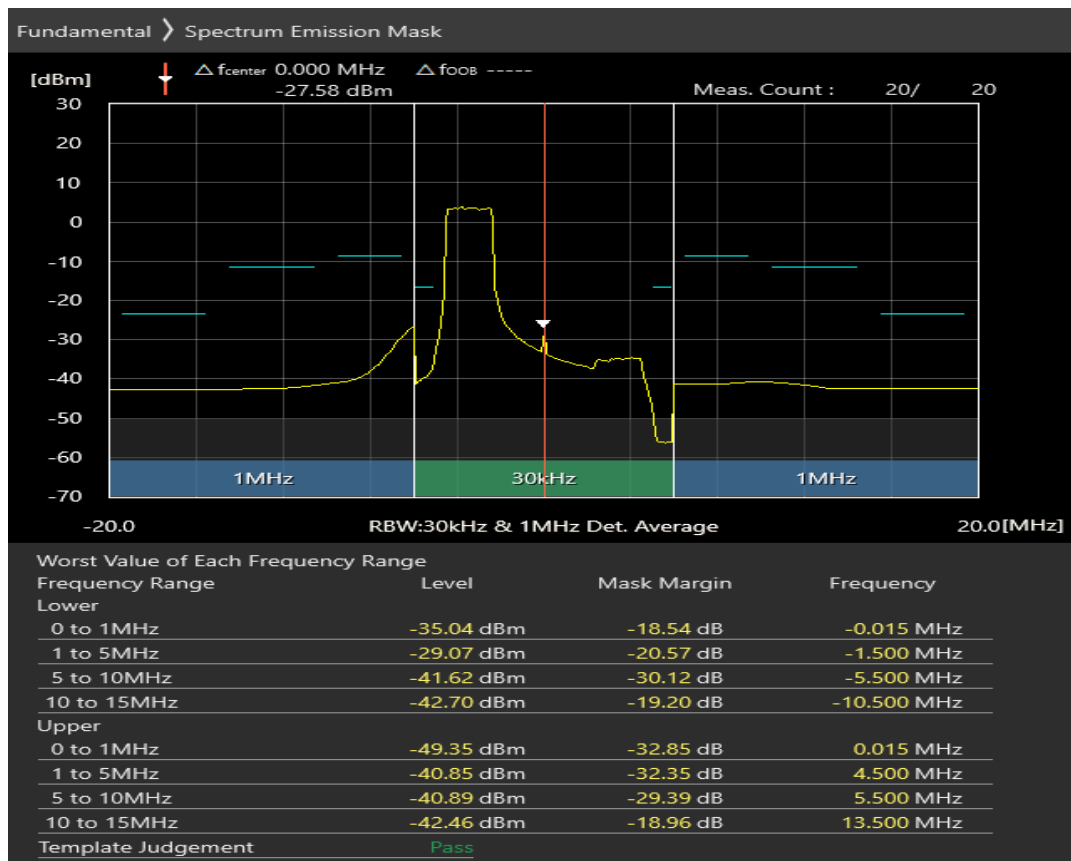 Fundamental ❯ Spectrum Emission Mask
[dBm] △ fcenter 0.000 MHz △ fOOB -----
-27.58 dBm Meas. Count : 20/ 20
30
20
10
0
-10
-20
-30
-40
-50
-60
-70
1MHz 30kHz 1MHz
-20.0 RBW:30kHz & 1MHz Det. Average 20.0[MHz]
Worst Value of Each Frequency Range
Frequency Range Level Mask Margin Frequency
Lower
0 to 1MHz -35.04 dBm -18.54 dB -0.015 MHz
1 to 5MHz -29.07 dBm -20.57 dB -1.500 MHz
5 to 10MHz -41.62 dBm -30.12 dB -5.500 MHz
10 to 15MHz -42.70 dBm -19.20 dB -10.500 MHz
Upper
0 to 1MHz -49.35 dBm -32.85 dB 0.015 MHz
1 to 5MHz -40.85 dBm -32.35 dB 4.500 MHz
5 to 10MHz -40.89 dBm -29.39 dB 5.500 MHz
10 to 15MHz -42.46 dBm -18.96 dB 13.500 MHz
Template Judgement Pass